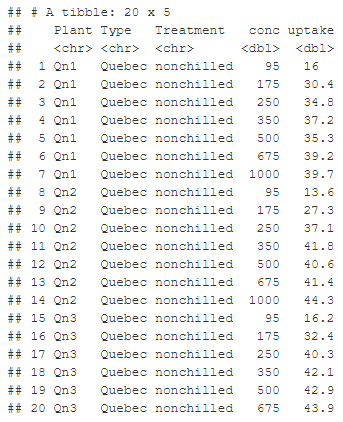 ## # A tibble: 20 x 5
##    Plant Type   Treatment   conc uptake
##    <chr> <chr>  <chr>      <dbl>  <dbl>
##  1 Qn1   Quebec nonchilled    95   16
##  2 Qn1   Quebec nonchilled   175   30.4
##  3 Qn1   Quebec nonchilled   250   34.8
##  4 Qn1   Quebec nonchilled   350   37.2
##  5 Qn1   Quebec nonchilled   500   35.3
##  6 Qn1   Quebec nonchilled   675   39.2
##  7 Qn1   Quebec nonchilled  1000   39.7
##  8 Qn2   Quebec nonchilled    95   13.6
##  9 Qn2   Quebec nonchilled   175   27.3
## 10 Qn2   Quebec nonchilled   250   37.1
## 11 Qn2   Quebec nonchilled   350   41.8
## 12 Qn2   Quebec nonchilled   500   40.6
## 13 Qn2   Quebec nonchilled   675   41.4
## 14 Qn2   Quebec nonchilled  1000   44.3
## 15 Qn3   Quebec nonchilled    95   16.2
## 16 Qn3   Quebec nonchilled   175   32.4
## 17 Qn3   Quebec nonchilled   250   40.3
## 18 Qn3   Quebec nonchilled   350   42.1
## 19 Qn3   Quebec nonchilled   500   42.9
## 20 Qn3   Quebec nonchilled   675   43.9